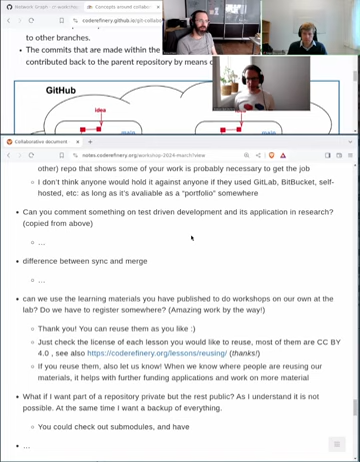 Concepts around collabo
coderefinery.github.io/git-collabo
to other branches.
• The commits that are made within the
contributed back to the parent repository by means
GitHub
idea
idea
main
main
Collaborative document
notes.coderefinery.org/workshop-2024-march?view
other) repo that shows some of your work is probably necessary to get the job
◦ I don't think anyone would hold it against anyone if they used GitLab, BitBucket, self-
hosted, etc: as long as it's avaliable as a "portfolio" somewhere
• Can you comment something on test driven development and its application in research?
(copied from above)
◦ ...
• difference between sync and merge
◦ ...
• can we use the learning materials you have published to do workshops on our own at the
lab? Do we have to register somewhere? (Amazing work by the way!)
◦ Thank you! You can reuse them as you like :)
◦ Just check the license of each lesson you would like to reuse, most of them are CC BY
4.0 , see also https://coderefinery.org/lessons/reusing/ (thanks!)
◦ If you reuse them, also let us know! When we know where people are reusing our
materials, it helps with further funding applications and work on more material
• What if I want part of a repository private but the rest public? As I understand it is not
possible. At the same time I want a backup of everything.
◦ You could check out submodules, and have
• ...